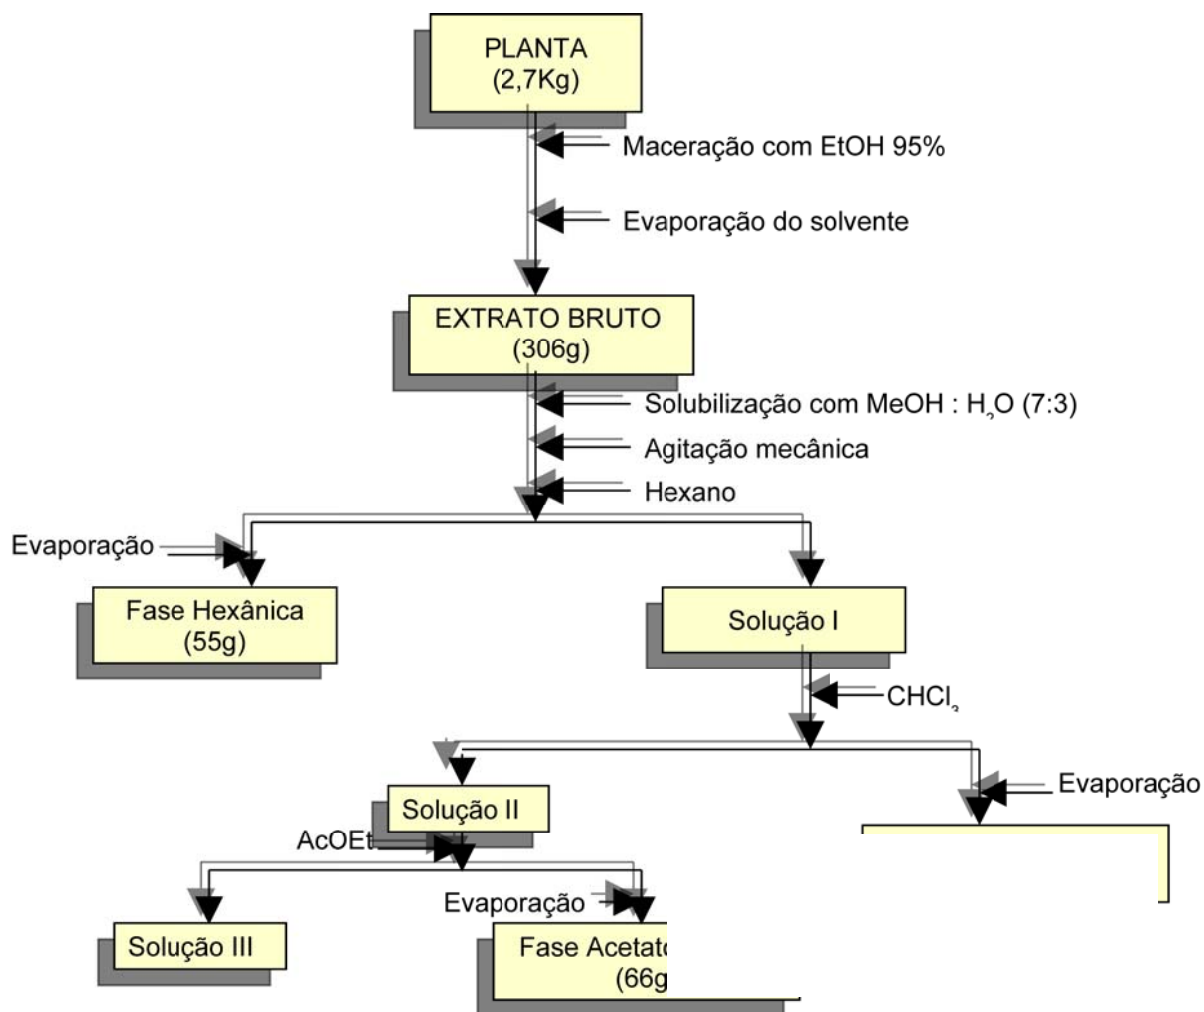 PLANTA
(2,7Kg)
Maceração com EtOH 95%
Evaporação do solvente
EXTRATO BRUTO
(306g)
Solubilização com MeOH : H₂O (7:3)
Agitação mecânica
Hexano
Evaporação
Fase Hexânica
(55g)
Solução I
CHCl₃
Evaporação
Solução II
AcOEt
Evaporação
Solução III
Fase Acetato
(66g